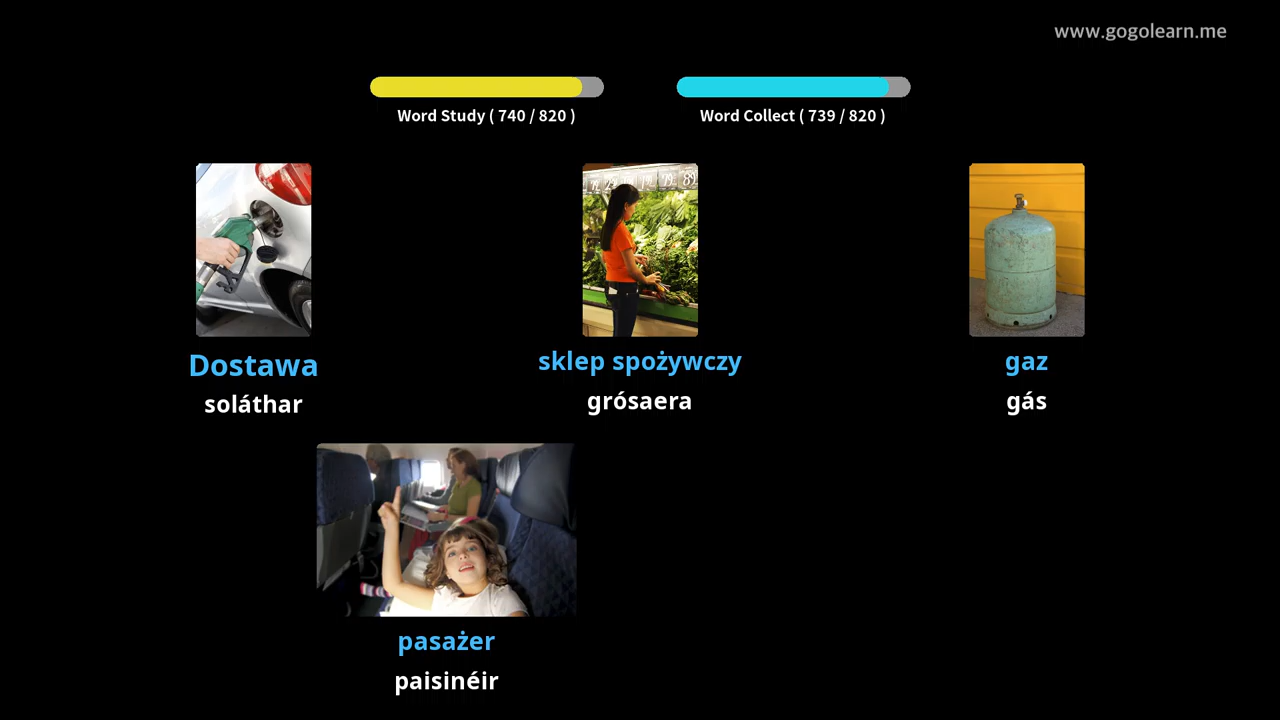 www.gogolearn.me
Word Study ( 740 / 820 )
Word Collect ( 739 / 820 )
Dostawa
soláthar
sklep spożywczy
grósaera
gaz
gás
pasażer
paisinéir